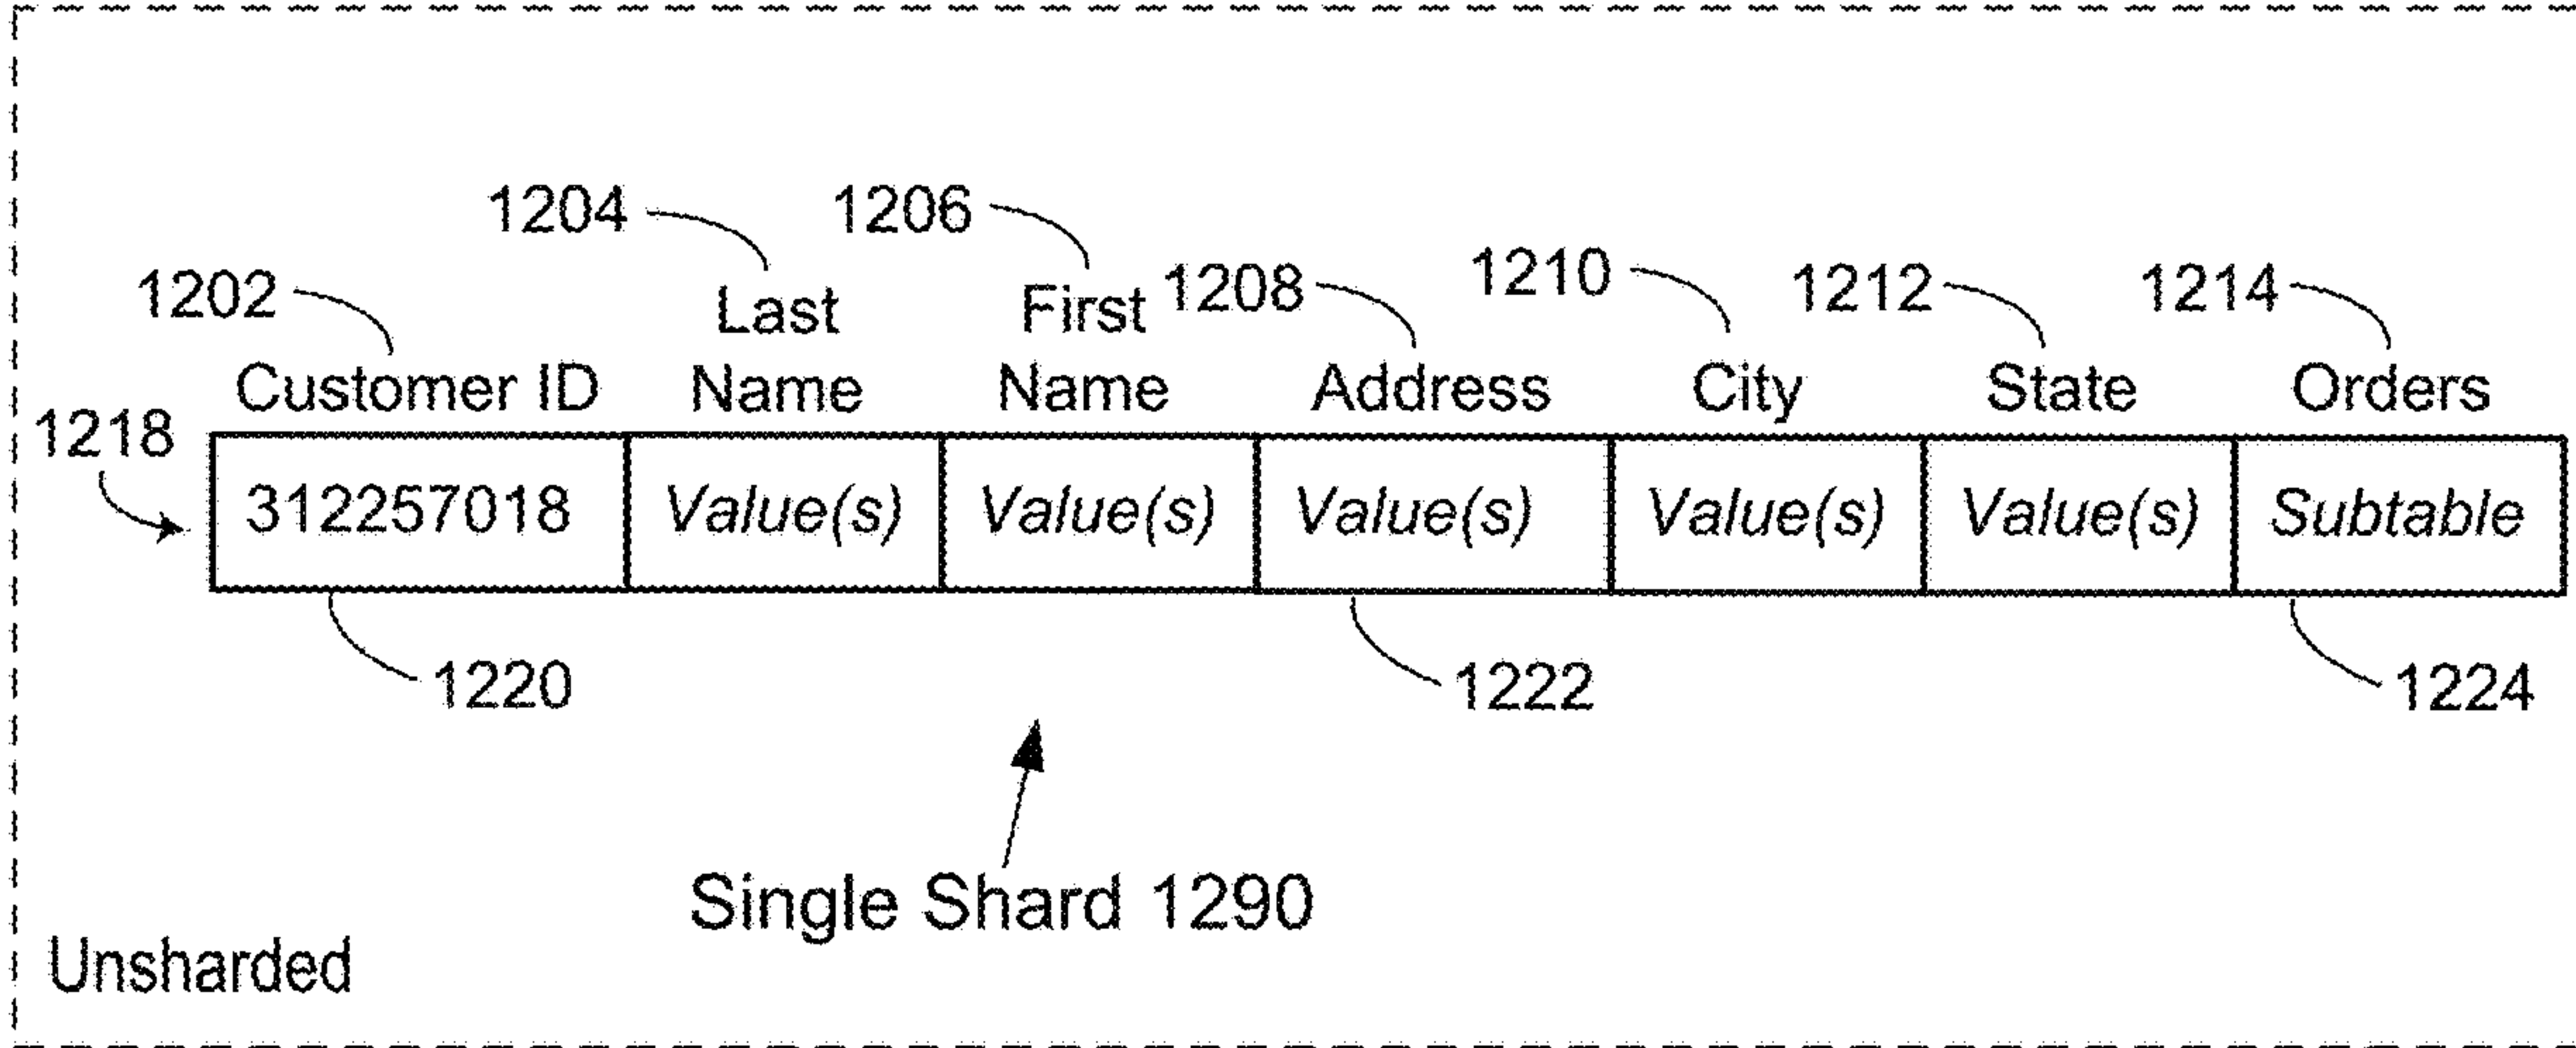 1204 1206
1202 Last First 1208 1210 1212 1214
Customer ID Name Name Address City State Orders
1218
312257018 Value(s) Value(s) Value(s) Value(s) Value(s) Subtable
1220 1222 1224
Single Shard 1290
Unsharded